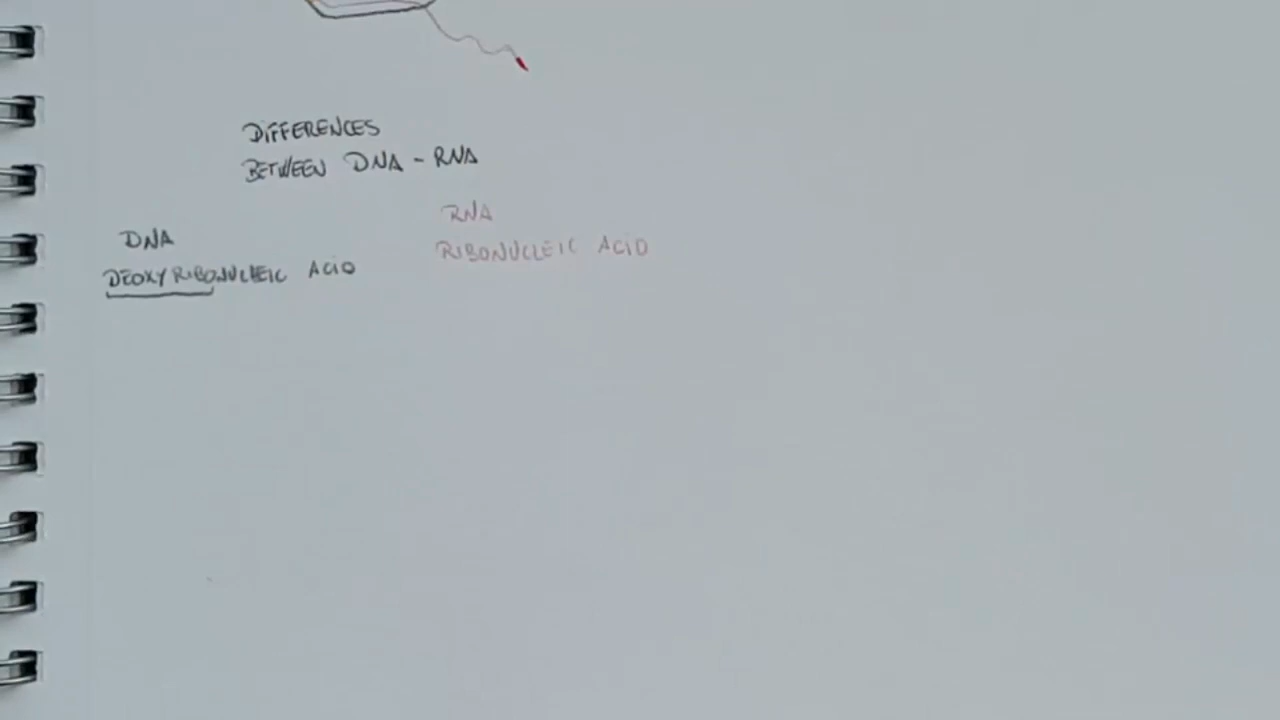 DIFFERENCES
BETWEEN DNA - RNA
DNA
DEOXYRIBONUCLEIC ACID
RNA
RIBONUCLEIC ACID